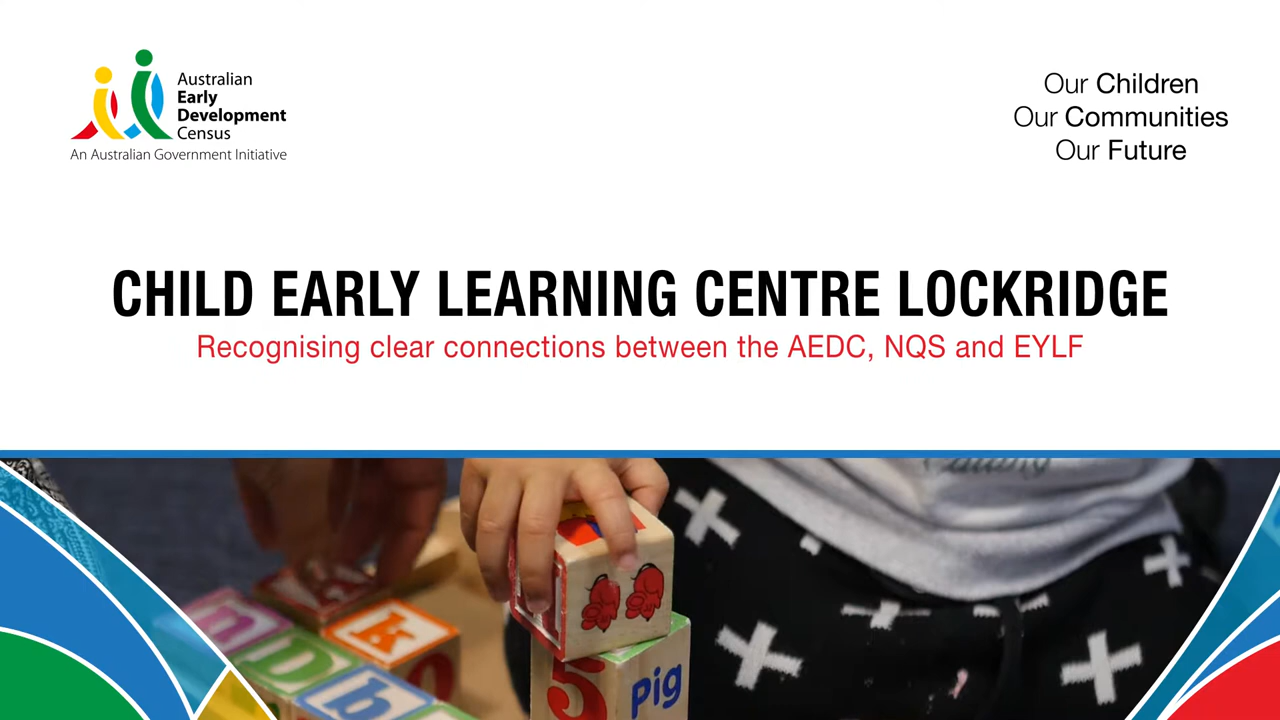 Australian
Early
Development
Census
An Australian Government Initiative
Our Children
Our Communities
Our Future
CHILD EARLY LEARNING CENTRE LOCKRIDGE
Recognising clear connections between the AEDC, NQS and EYLF
n
k
D
b
5
Pig